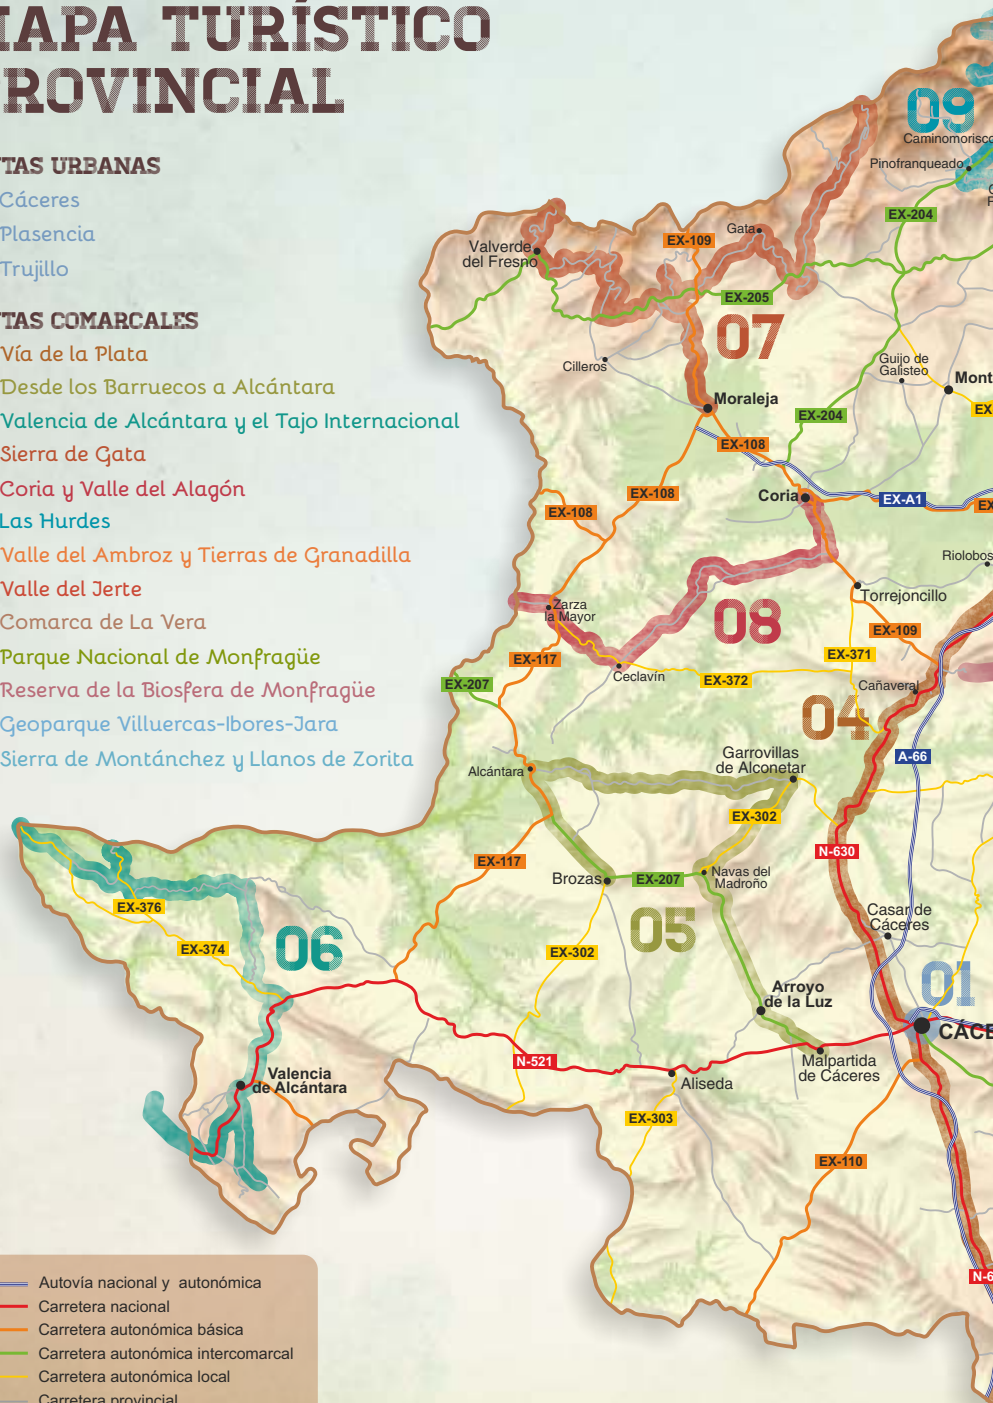 MAPA TURÍSTICO
PROVINCIAL
TAS URBANAS
Cáceres
Plasencia
Trujillo
TAS COMARCALES
Vía de la Plata
Desde los Barruecos a Alcántara
Valencia de Alcántara y el Tajo Internacional
Sierra de Gata
Coria y Valle del Alagón
Las Hurdes
Valle del Ambroz y Tierras de Granadilla
Valle del Jerte
Comarca de La Vera
Parque Nacional de Monfragüe
Reserva de la Biosfera de Monfragüe
Geoparque Villuercas-Ibores-Jara
Sierra de Montánchez y Llanos de Zorita
09
Caminomorisco
Pinofranqueado
EX-204
Gata
EX-109
Valverde
del Fresno
EX-205
07
Cilleros
Guijo de
Galisteo
Mont
EX
Moraleja
EX-204
EX-108
Coria
EX-108
EX-A1
EX
EX-108
Riolobos
Torrejoncillo
Zarza
la Mayor
08
EX-109
EX-117
EX-371
Ceclavín
EX-372
EX-207
Cañaveral
04
Garrovillas
de Alconetar
A-66
Alcántara
EX-302
N-630
EX-117
Brozas
EX-207
Navas del
Madroño
EX-376
Casar de
Cáceres
05
06
EX-374
EX-302
01
Arroyo
de la Luz
CÁCE
N-521
Malpartida
de Cáceres
Valencia
de Alcántara
Aliseda
EX-303
EX-110
N-6
Autovía nacional y autonómica
Carretera nacional
Carretera autonómica básica
Carretera autonómica intercomarcal
Carretera autonómica local
Carretera provincial